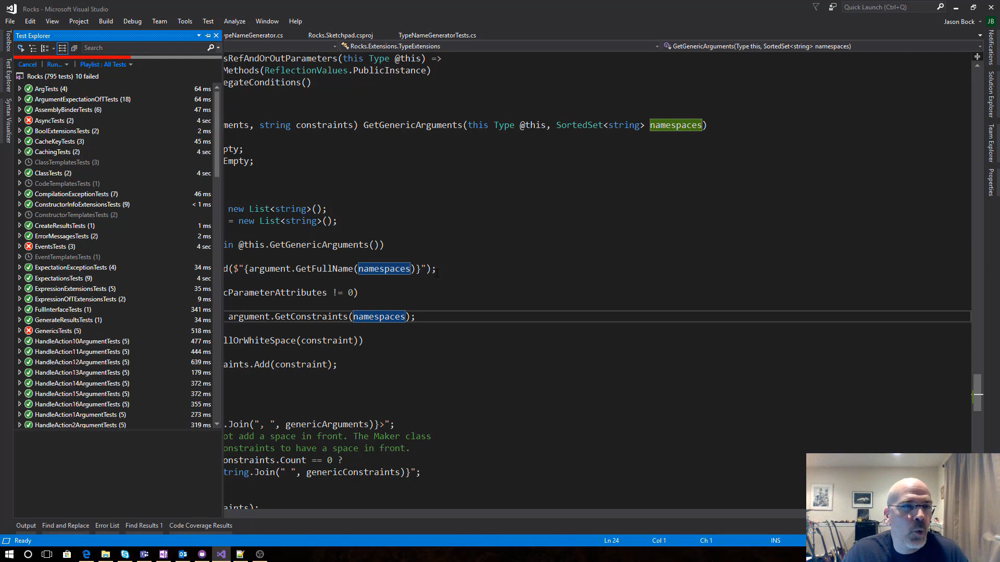 Rocks - Microsoft Visual Studio
Quick Launch (Ctrl+Q)
File Edit View Project Build Debug Team Tools Test Analyze Window Help
Jason Bock JB
Toolbox
Test Explorer
Syntax Visualizer
Test Explorer
Search
Cancel Run... Playlist : All Tests
Rocks (795 tests) 10 failed
ArgTests (4) 64 ms
ArgumentExpectationOfTTests (18) 64 ms
AssemblyBinderTests (6) 47 ms
AsyncTests (2) 4 sec
BoolExtensionsTests (2) 2 ms
CacheKeyTests (3) 45 ms
CachingTests (2) 4 sec
ClassTemplatesTests (3)
ClassTests (2) 4 sec
CodeTemplatesTests (1)
CompilationExceptionTests (7) 46 ms
ConstructorInfoExtensionsTests (9) < 1 ms
ConstructorTemplatesTests (2)
CreateResultsTests (1) 1 ms
ErrorMessagesTests (2) 2 ms
EventsTests (3) 4 sec
EventTemplatesTests (1)
ExpectationExceptionTests (4) 34 ms
ExpectationsTests (9) 4 sec
ExpressionExtensionsTests (5) 35 ms
ExpressionOfTExtensionsTests (2) 9 ms
FullInterfaceTests (1) 341 ms
GenerateResultsTests (1) 34 ms
GenericsTests (5) 518 ms
HandleAction10ArgumentTests (5) 477 ms
HandleAction11ArgumentTests (5) 444 ms
HandleAction12ArgumentTests (5) 639 ms
HandleAction13ArgumentTests (5) 179 ms
HandleAction14ArgumentTests (5) 372 ms
HandleAction15ArgumentTests (5) 372 ms
HandleAction16ArgumentTests (5) 355 ms
HandleAction1ArgumentTests (5) 273 ms
HandleAction2ArgumentTests (5) 319 ms
ypeNameGenerator.cs Rocks.Sketchpad.csproj TypeNameGeneratorTests.cs
Rocks.Extensions.TypeExtensions GetGenericArguments(Type this, SortedSet<string> namespaces)
sRefAndOrOutParameters(this Type @this) =>
Methods(ReflectionValues.PublicInstance)
egateConditions()
ments, string constraints) GetGenericArguments(this Type @this, SortedSet<string> namespaces)
pty;
Empty;
new List<string>();
= new List<string>();
in @this.GetGenericArguments())
d($"{argument.GetFullName(namespaces)}");
cParameterAttributes != 0)
argument.GetConstraints(namespaces);
llOrWhiteSpace(constraint))
aints.Add(constraint);
.Join(", ", genericArguments)}>";
ot add a space in front. The Maker class
onstraints to have a space in front.
onstraints.Count == 0 ?
tring.Join(" ", genericConstraints)}";
aints);
Notifications
Solution Explorer
Team Explorer
Properties
Output Find and Replace Error List Find Results 1 Code Coverage Results
Ready Ln 24 Col 1 Ch 1 INS